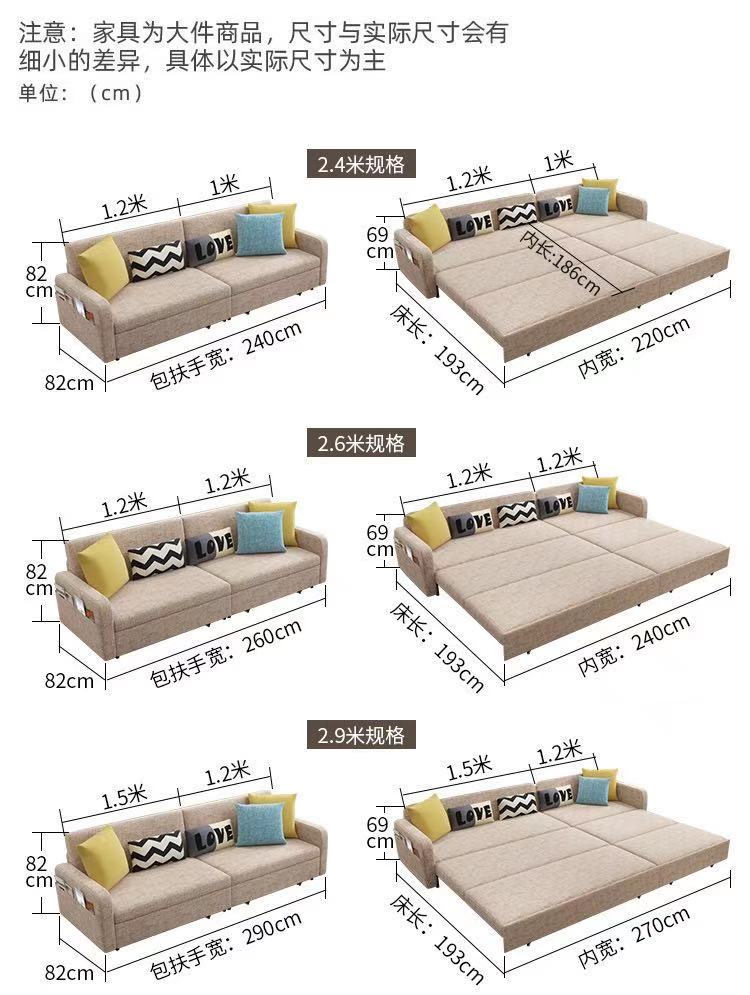 注意：家具为大件商品，尺寸与实际尺寸会有
细小的差异，具体以实际尺寸为主
单位：（cm）
2.4米规格
1.2米
1米
82
cm
LOVE
82cm
包扶手宽：240cm
1.2米
1米
69
cm
LOVE
内长:186cm
床长：193cm
内宽：220cm
2.6米规格
1.2米
1.2米
82
cm
LOVE
82cm
包扶手宽：260cm
1.2米
1.2米
69
cm
LOVE
床长：193cm
内宽：240cm
2.9米规格
1.5米
1.2米
82
cm
LOVE
82cm
包扶手宽：290cm
1.5米
1.2米
69
cm
LOVE
LOVE
床长：193cm
内宽：270cm